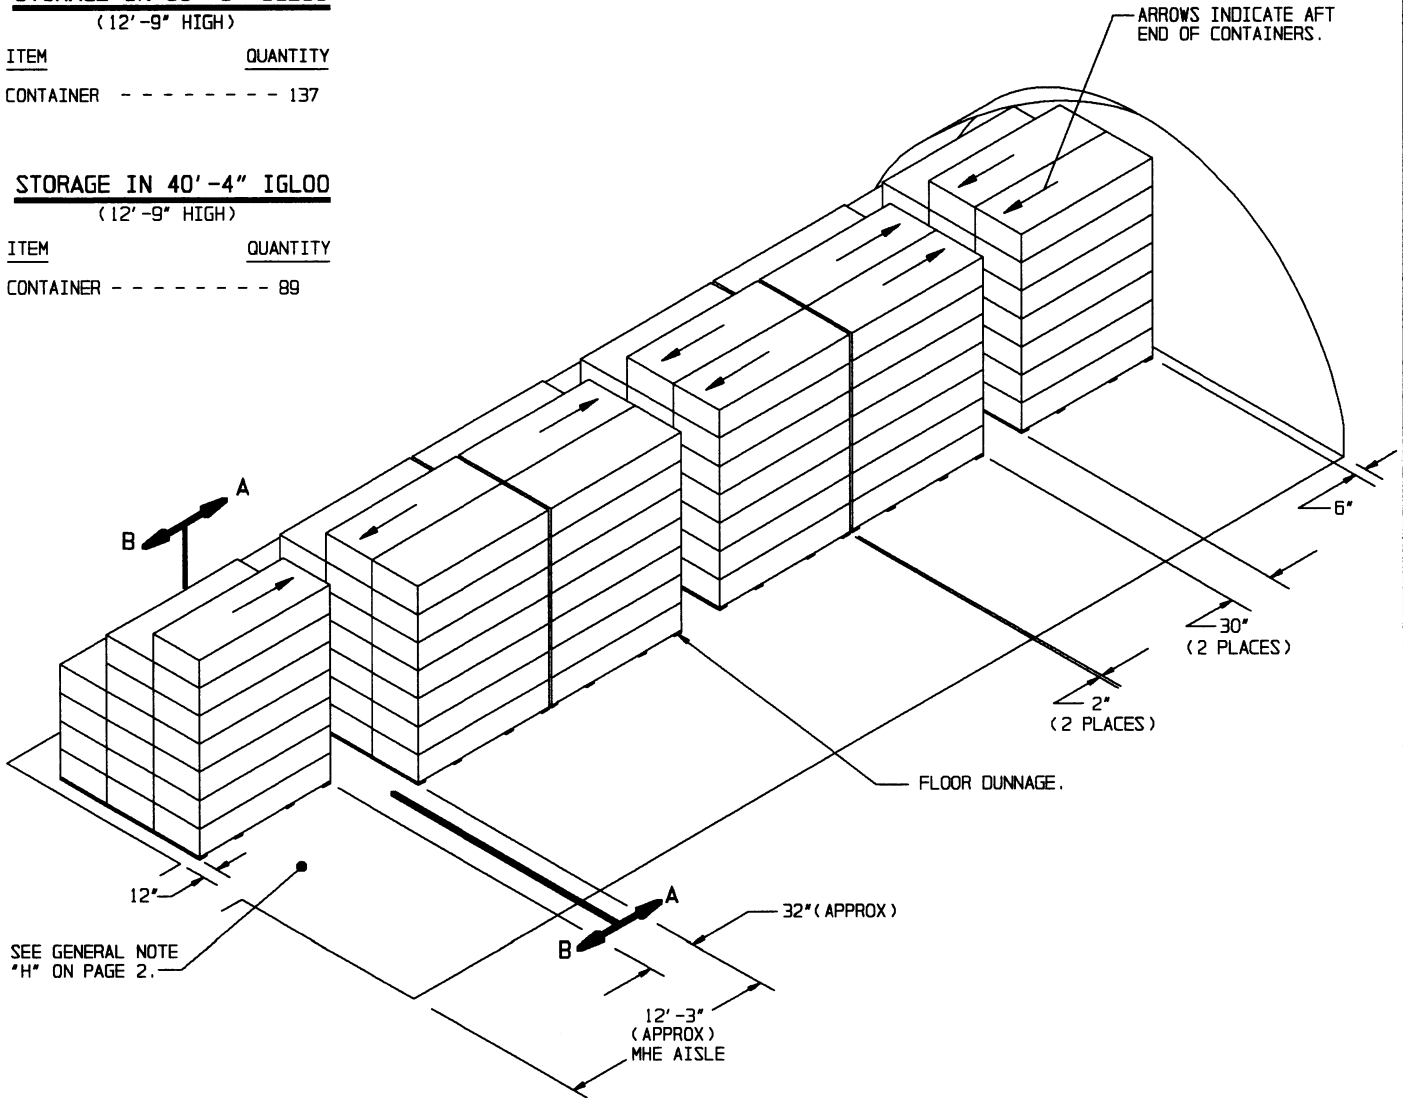 (12'-9" HIGH)
ITEM QUANTITY
CONTAINER - - - - - - - - 137
STORAGE IN 40'-4" IGLOO
(12'-9" HIGH)
ITEM QUANTITY
CONTAINER - - - - - - - - 89
ARROWS INDICATE AFT
END OF CONTAINERS.
A
B
6"
30"
(2 PLACES)
2"
(2 PLACES)
FLOOR DUNNAGE.
12"
A
B
32"(APPROX)
SEE GENERAL NOTE
"H" ON PAGE 2.
12'-3"
(APPROX)
MHE AISLE